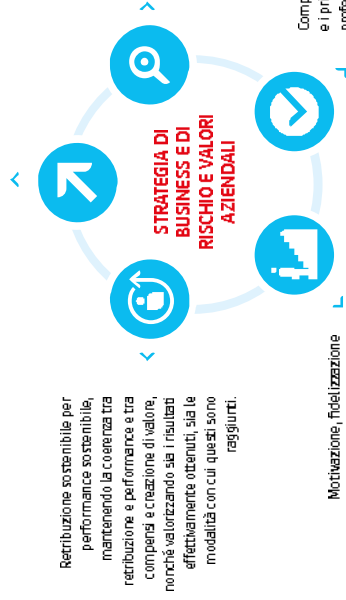 Retribuzione sostenibile per
performance sostenibile,
mantenendo la coerenza tra
retribuzione e performance e tra
compensi e creazione di valore,
nonché valorizzando sia i risultati
effettivamente ottenuti, sia le
modalità con cui questi sono
raggiunti.
STRATEGIA DI
BUSINESS E DI
RISCHIO E VALORI
AZIENDALI
Motivazione, fidelizzazione
Comp
e i pri